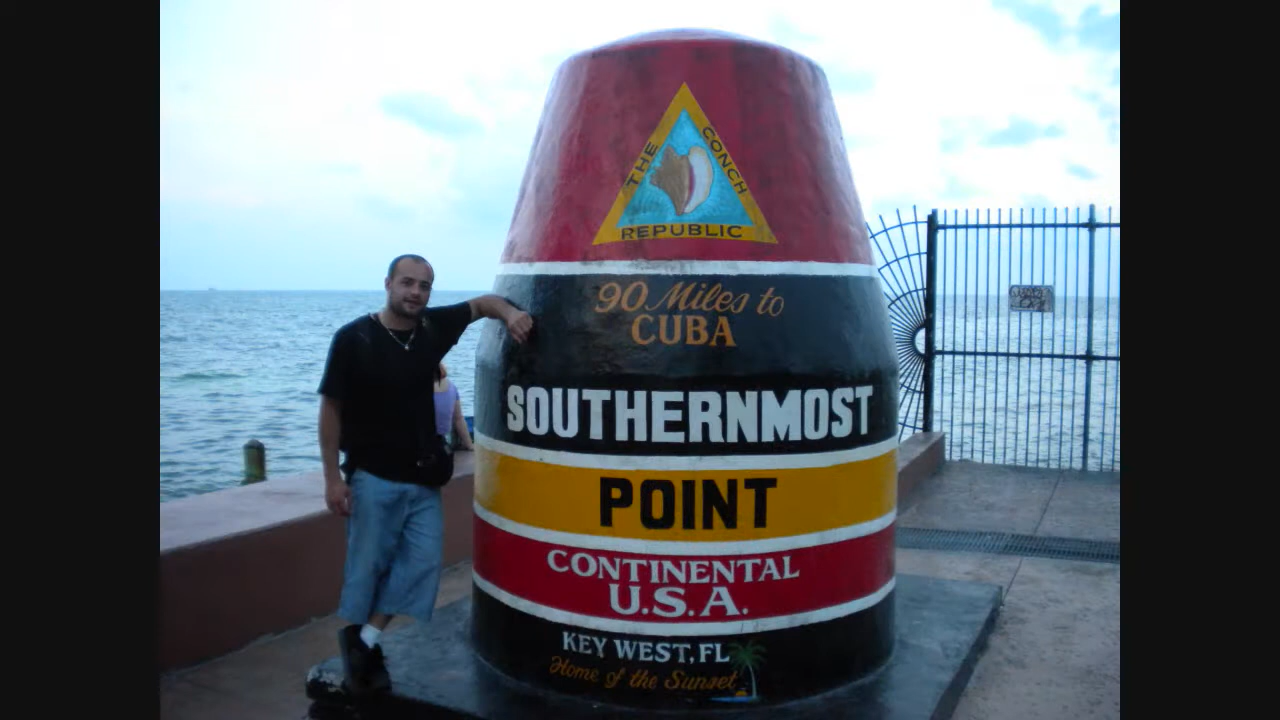 THE CONCH
REPUBLIC
90 Miles to
CUBA
SOUTHERNMOST
POINT
CONTINENTAL
U.S.A.
KEY WEST, FL
Home of the Sunset